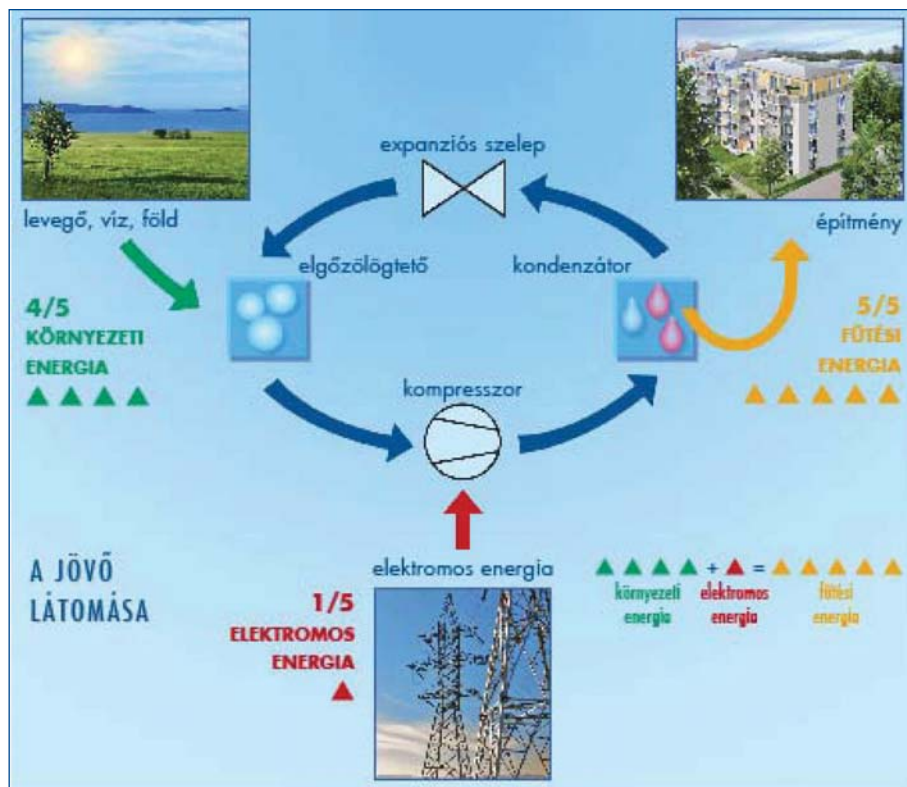 expanziós szelep
levegő, víz, föld
építmény
elgőzölögtető
kondenzátor
4/5
KÖRNYEZETI
ENERGIA
5/5
FŰTÉSI
ENERGIA
kompresszor
A JÖVŐ
LÁTOMÁSA
elektromos energia
1/5
ELEKTROMOS
ENERGIA
+ =
környezeti
energia
elektromos
energia
fűtési
energia